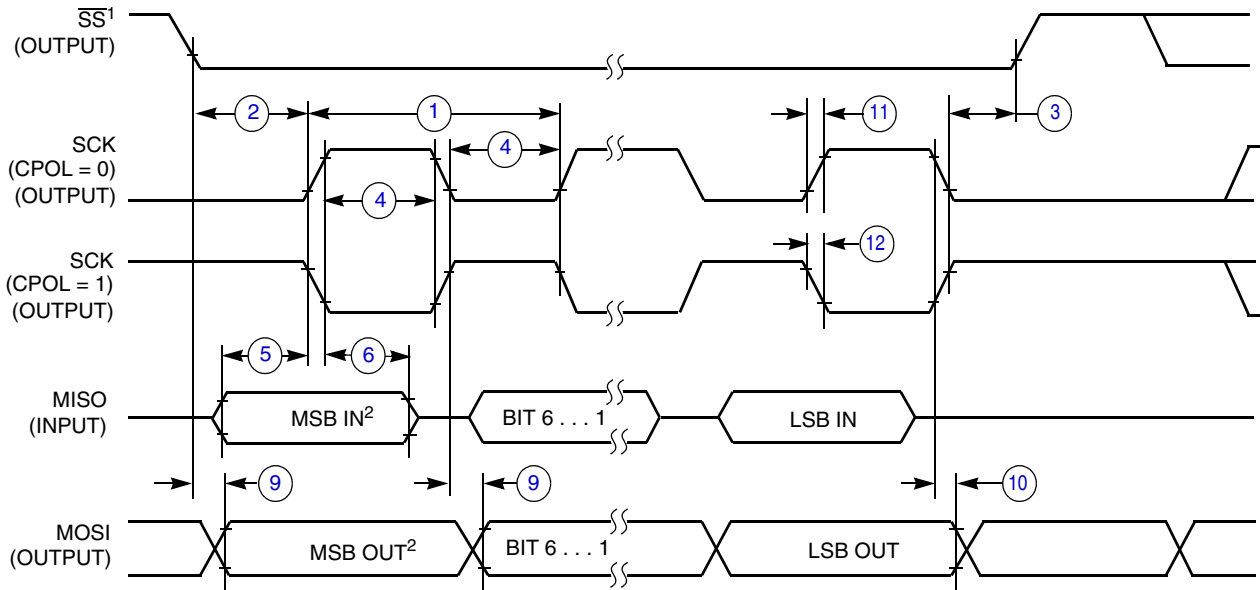 SS¹
(OUTPUT)
2
1
11
3
SCK
(CPOL = 0)
(OUTPUT)
4
4
SCK
(CPOL = 1)
(OUTPUT)
12
5
6
MISO
(INPUT)
MSB IN²
BIT 6 . . . 1
LSB IN
9
9
10
MOSI
(OUTPUT)
MSB OUT²
BIT 6 . . . 1
LSB OUT